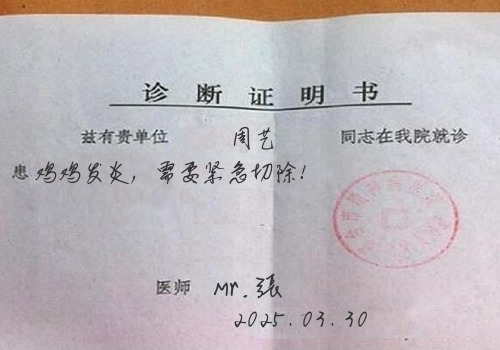 诊断证明书
兹有贵单位 周艺 同志在我院就诊
患 鸡鸡发炎，需要紧急切除！
医师 Mr.張
2025.03.30